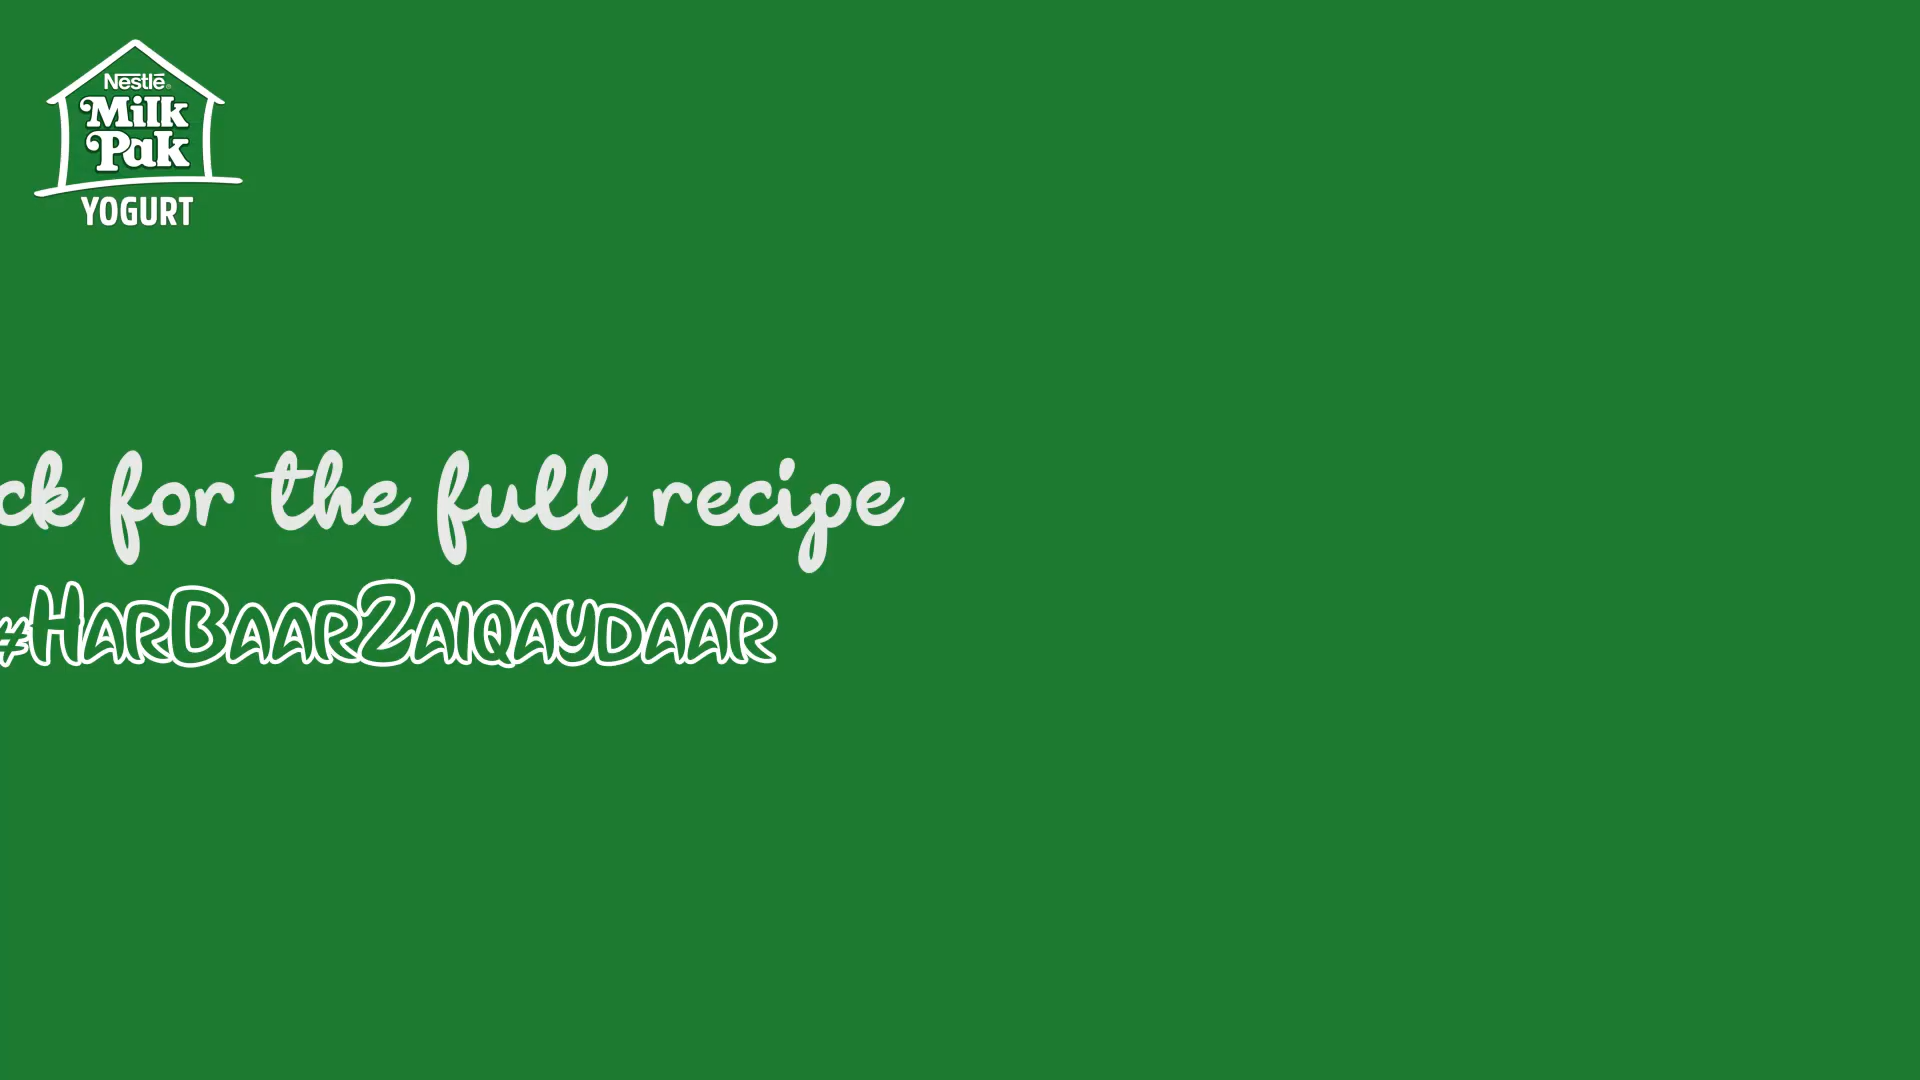 Nestlé
Milk
Pak
YOGURT
ck for the full recipe
#HarBaarZaiqaydaar